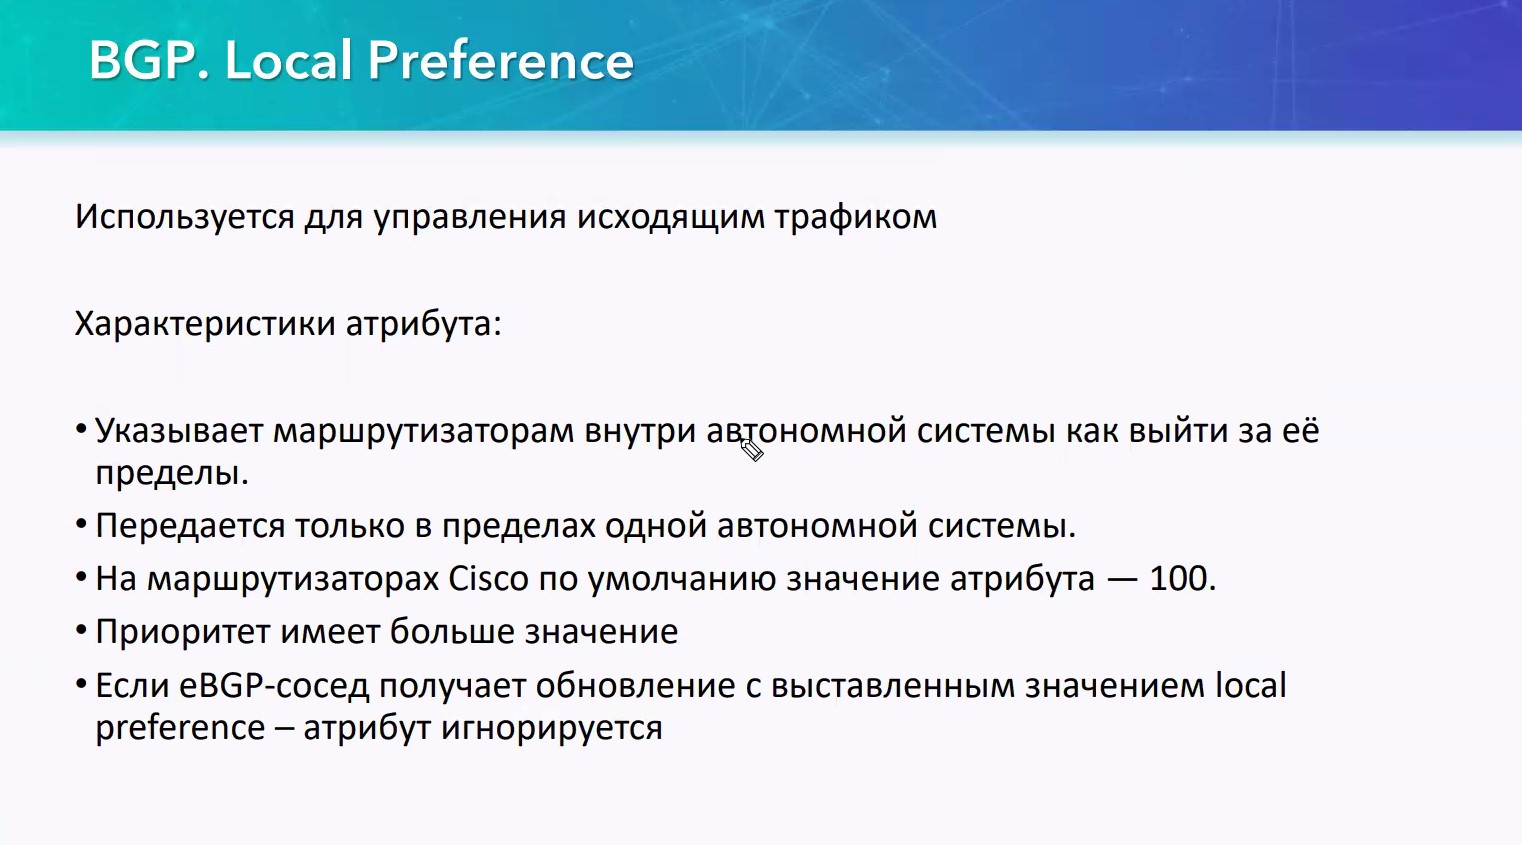 BGP. Local Preference
Используется для управления исходящим трафиком
Характеристики атрибута:
• Указывает маршрутизаторам внутри автономной системы как выйти за её
пределы.
• Передается только в пределах одной автономной системы.
• На маршрутизаторах Cisco по умолчанию значение атрибута — 100.
• Приоритет имеет больше значение
• Если eBGP-сосед получает обновление с выставленным значением local
preference – атрибут игнорируется